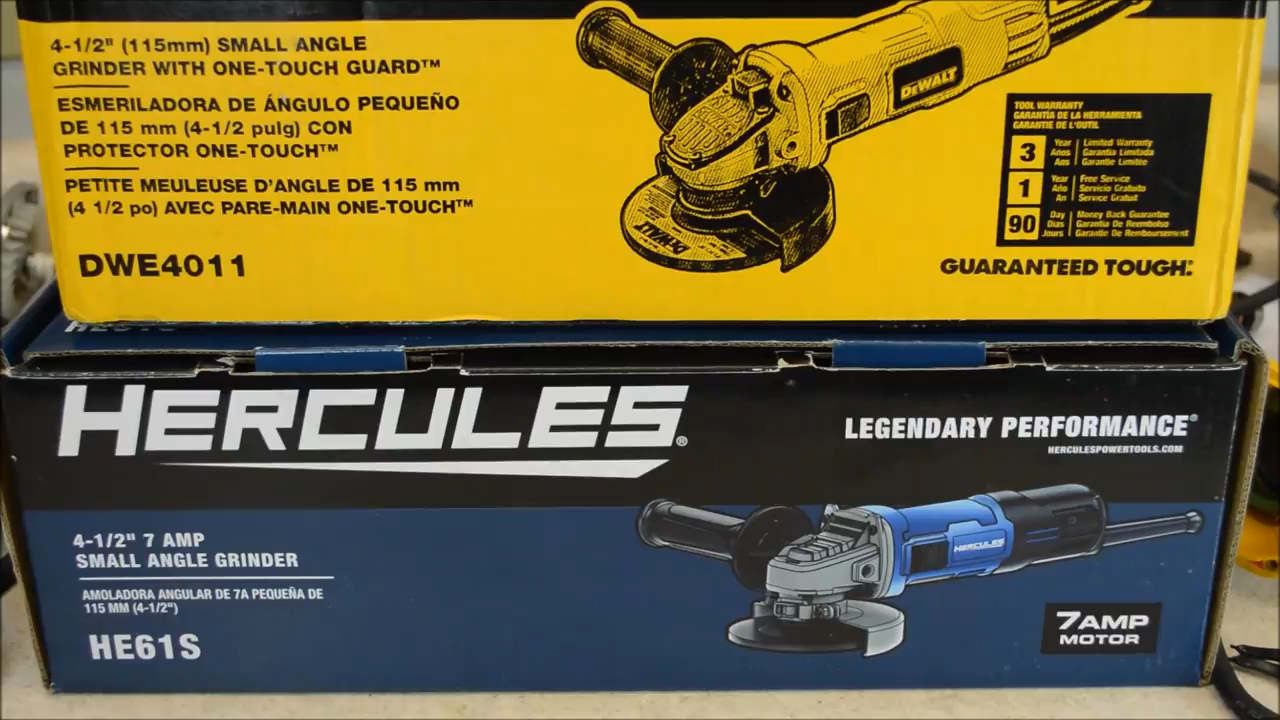 4-1/2" (115mm) SMALL ANGLE
GRINDER WITH ONE-TOUCH GUARD™
ESMERILADORA DE ÁNGULO PEQUEÑO
DE 115 mm (4-1/2 pulg) CON
PROTECTOR ONE-TOUCH™
PETITE MEULEUSE D'ANGLE DE 115 mm
(4 1/2 po) AVEC PARE-MAIN ONE-TOUCH™
DWE4011
DEWALT
DEWALT
TOOL WARRANTY
GARANTÍA DE LA HERRAMIENTA
GARANTIE DE L'OUTIL
3 Year Limited Warranty
Años Garantía Limitada
Ans Garantie Limitée
1 Year Free Service
Año Servicio Gratuito
An Service Gratuit
90 Day Money Back Guarantee
Días Garantía De Reembolso
Jours Garantie De Remboursement
GUARANTEED TOUGH.®
HERCULES®
LEGENDARY PERFORMANCE®
HERCULESPOWERTOOLS.COM
4-1/2" 7 AMP
SMALL ANGLE GRINDER
AMOLADORA ANGULAR DE 7A PEQUEÑA DE
115 MM (4-1/2")
HE61S
HERCULES
7AMP
MOTOR